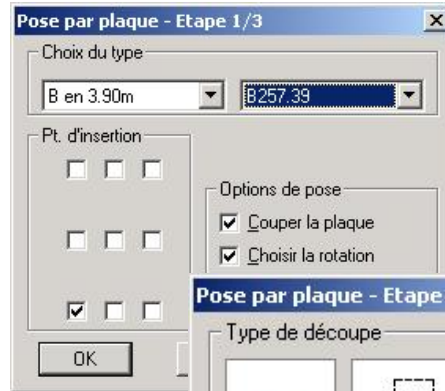 Pose par plaque - Etape 1/3
Choix du type
B en 3.90m
B257.39
Pt. d'insertion
Options de pose
Couper la plaque
Choisir la rotation
Pose par plaque - Etape
Type de découpe
OK